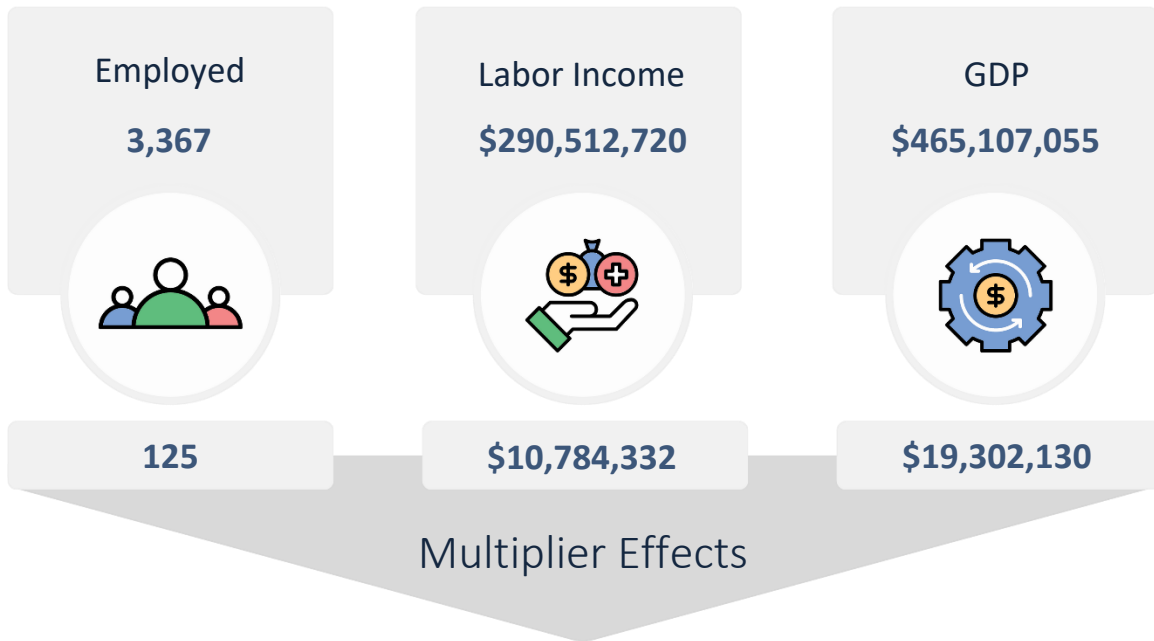 Employed
3,367
Labor Income
$290,512,720
GDP
$465,107,055
$
$
125
$10,784,332
$19,302,130
Multiplier Effects